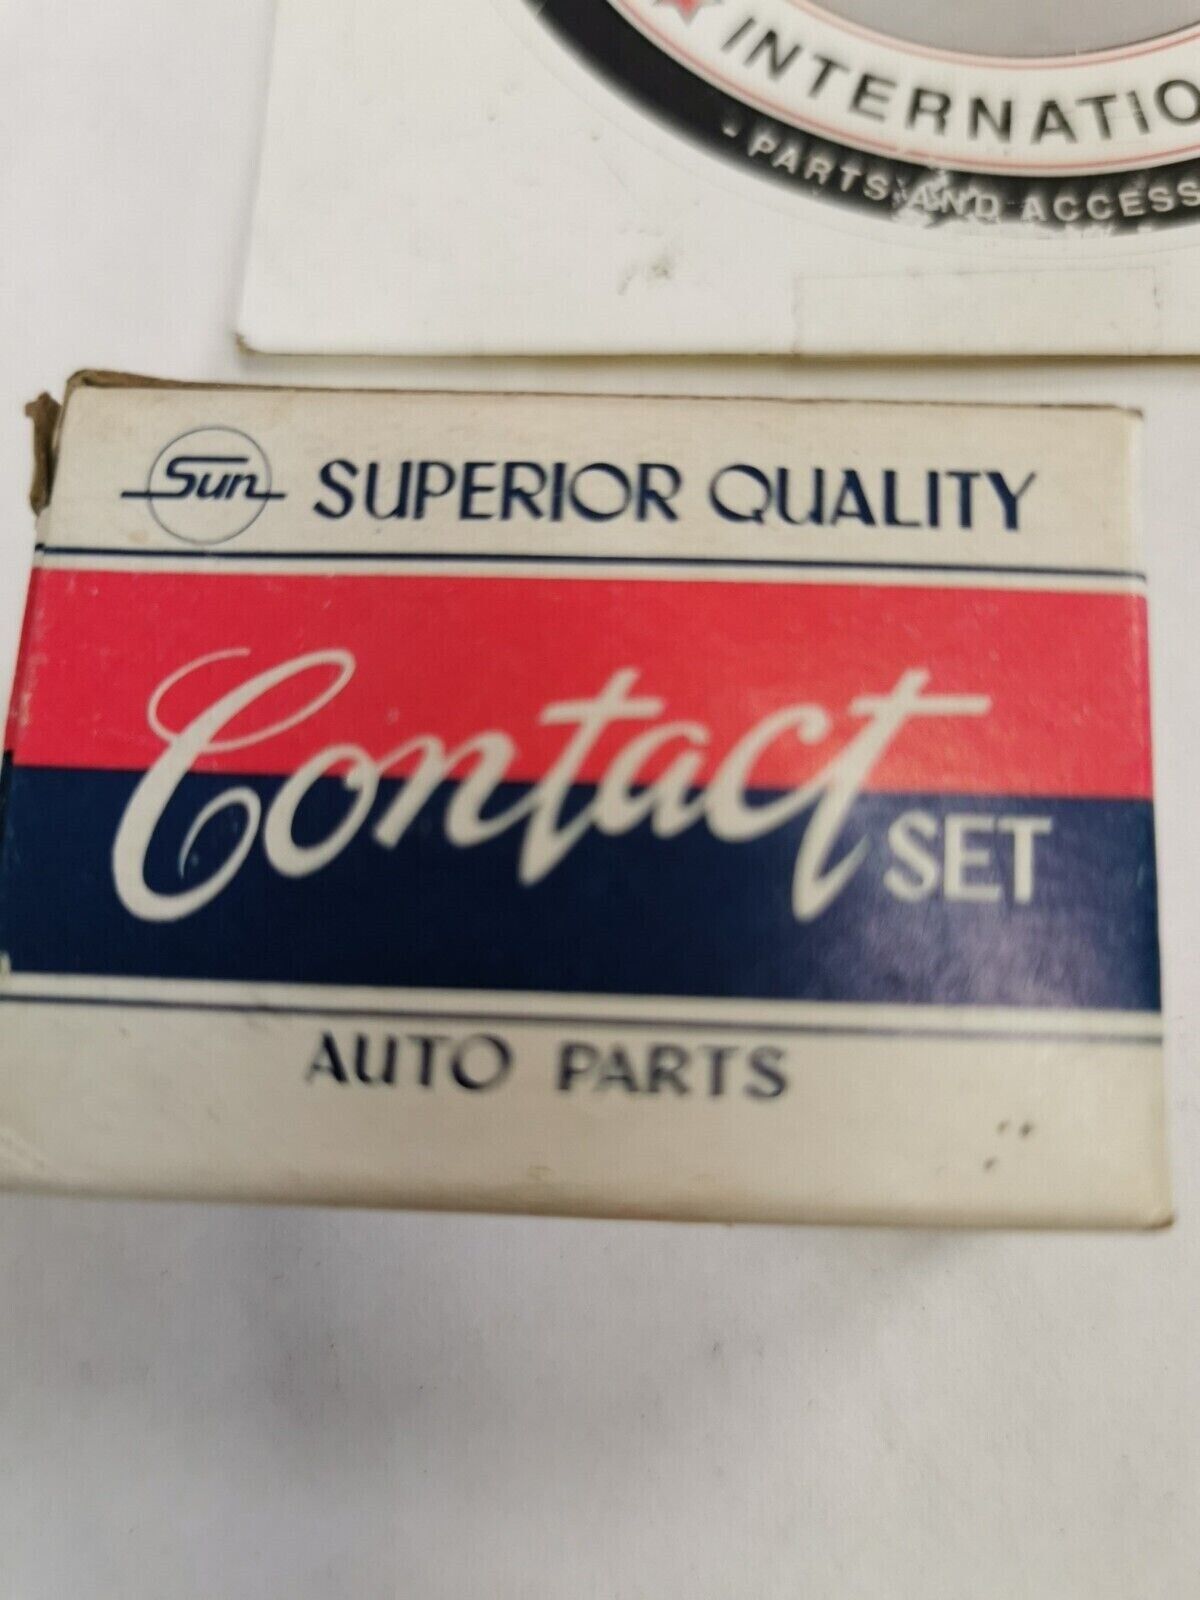 INTERNATIO
- PARTS AND ACCESS
Sun SUPERIOR QUALITY
Contact SET
AUTO PARTS